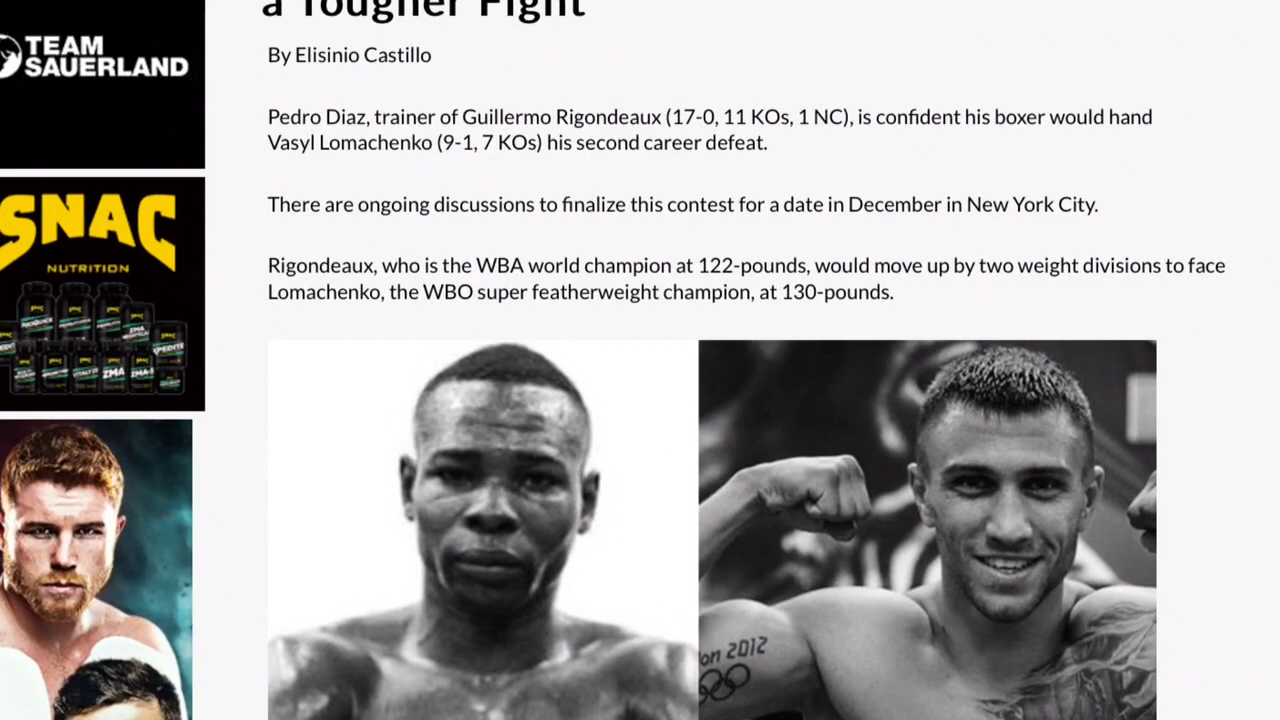 a Tougher Fight
TEAM
SAUERLAND
By Elisinio Castillo
Pedro Diaz, trainer of Guillermo Rigondeaux (17-0, 11 KOs, 1 NC), is confident his boxer would hand
Vasyl Lomachenko (9-1, 7 KOs) his second career defeat.
There are ongoing discussions to finalize this contest for a date in December in New York City.
Rigondeaux, who is the WBA world champion at 122-pounds, would move up by two weight divisions to face
Lomachenko, the WBO super featherweight champion, at 130-pounds.
SNAC
NUTRITION
ZMA
2012